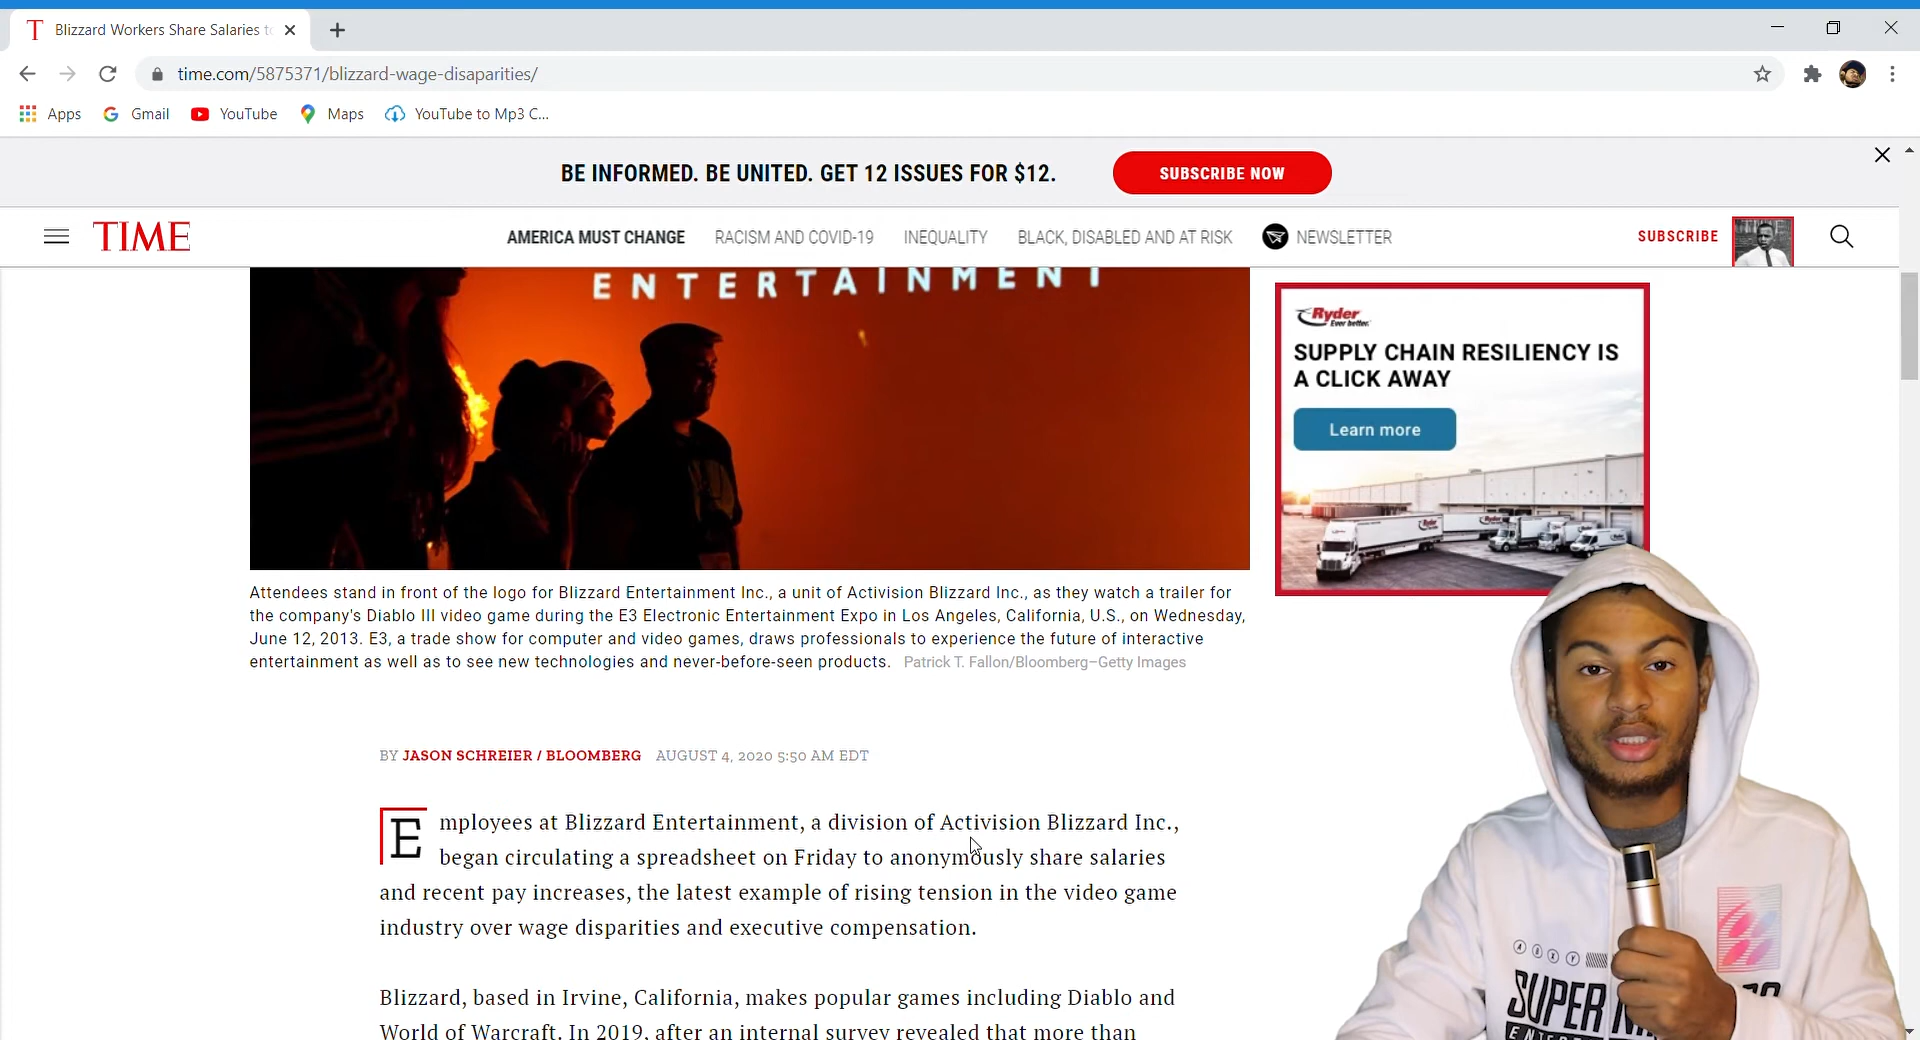 Blizzard Workers Share Salaries to
time.com/5875371/blizzard-wage-disaparities/
Apps Gmail YouTube Maps YouTube to Mp3 C...
BE INFORMED. BE UNITED. GET 12 ISSUES FOR $12. SUBSCRIBE NOW
TIME AMERICA MUST CHANGE RACISM AND COVID-19 INEQUALITY BLACK, DISABLED AND AT RISK NEWSLETTER SUBSCRIBE
ENTERTAINMENT
Ryder
Ever better.
SUPPLY CHAIN RESILIENCY IS
A CLICK AWAY
Learn more
Attendees stand in front of the logo for Blizzard Entertainment Inc., a unit of Activision Blizzard Inc., as they watch a trailer for
the company's Diablo III video game during the E3 Electronic Entertainment Expo in Los Angeles, California, U.S., on Wednesday,
June 12, 2013. E3, a trade show for computer and video games, draws professionals to experience the future of interactive
entertainment as well as to see new technologies and never-before-seen products. Patrick T. Fallon/Bloomberg–Getty Images
BY JASON SCHREIER / BLOOMBERG AUGUST 4, 2020 5:50 AM EDT
Employees at Blizzard Entertainment, a division of Activision Blizzard Inc.,
began circulating a spreadsheet on Friday to anonymously share salaries
and recent pay increases, the latest example of rising tension in the video game
industry over wage disparities and executive compensation.
Blizzard, based in Irvine, California, makes popular games including Diablo and
World of Warcraft. In 2019, after an internal survey revealed that more than
A B X Y
SUPER